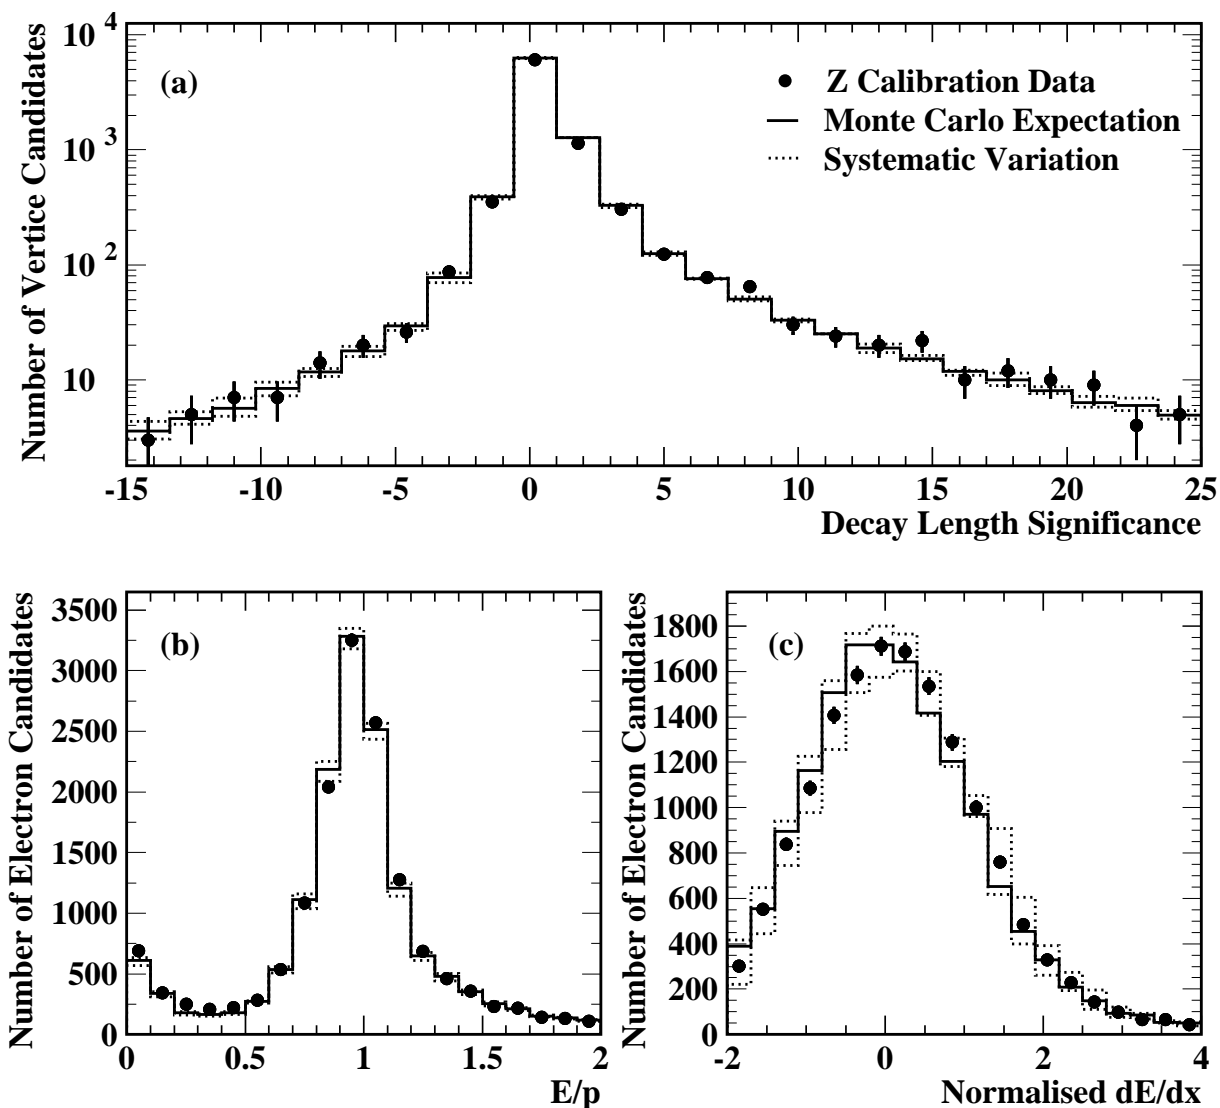 Number of Vertice Candidates
10 4
10 3
10 2
10
(a)
Z Calibration Data
Monte Carlo Expectation
Systematic Variation
-15 -10 -5 0 5 10 15 20 25
Decay Length Significance
Number of Electron Candidates
3500
3000
2500
2000
1500
1000
500
0
(b)
0 0.5 1 1.5 2
E/p
Number of Electron Candidates
1800
1600
1400
1200
1000
800
600
400
200
0
(c)
-2 0 2 4
Normalised dE/dx